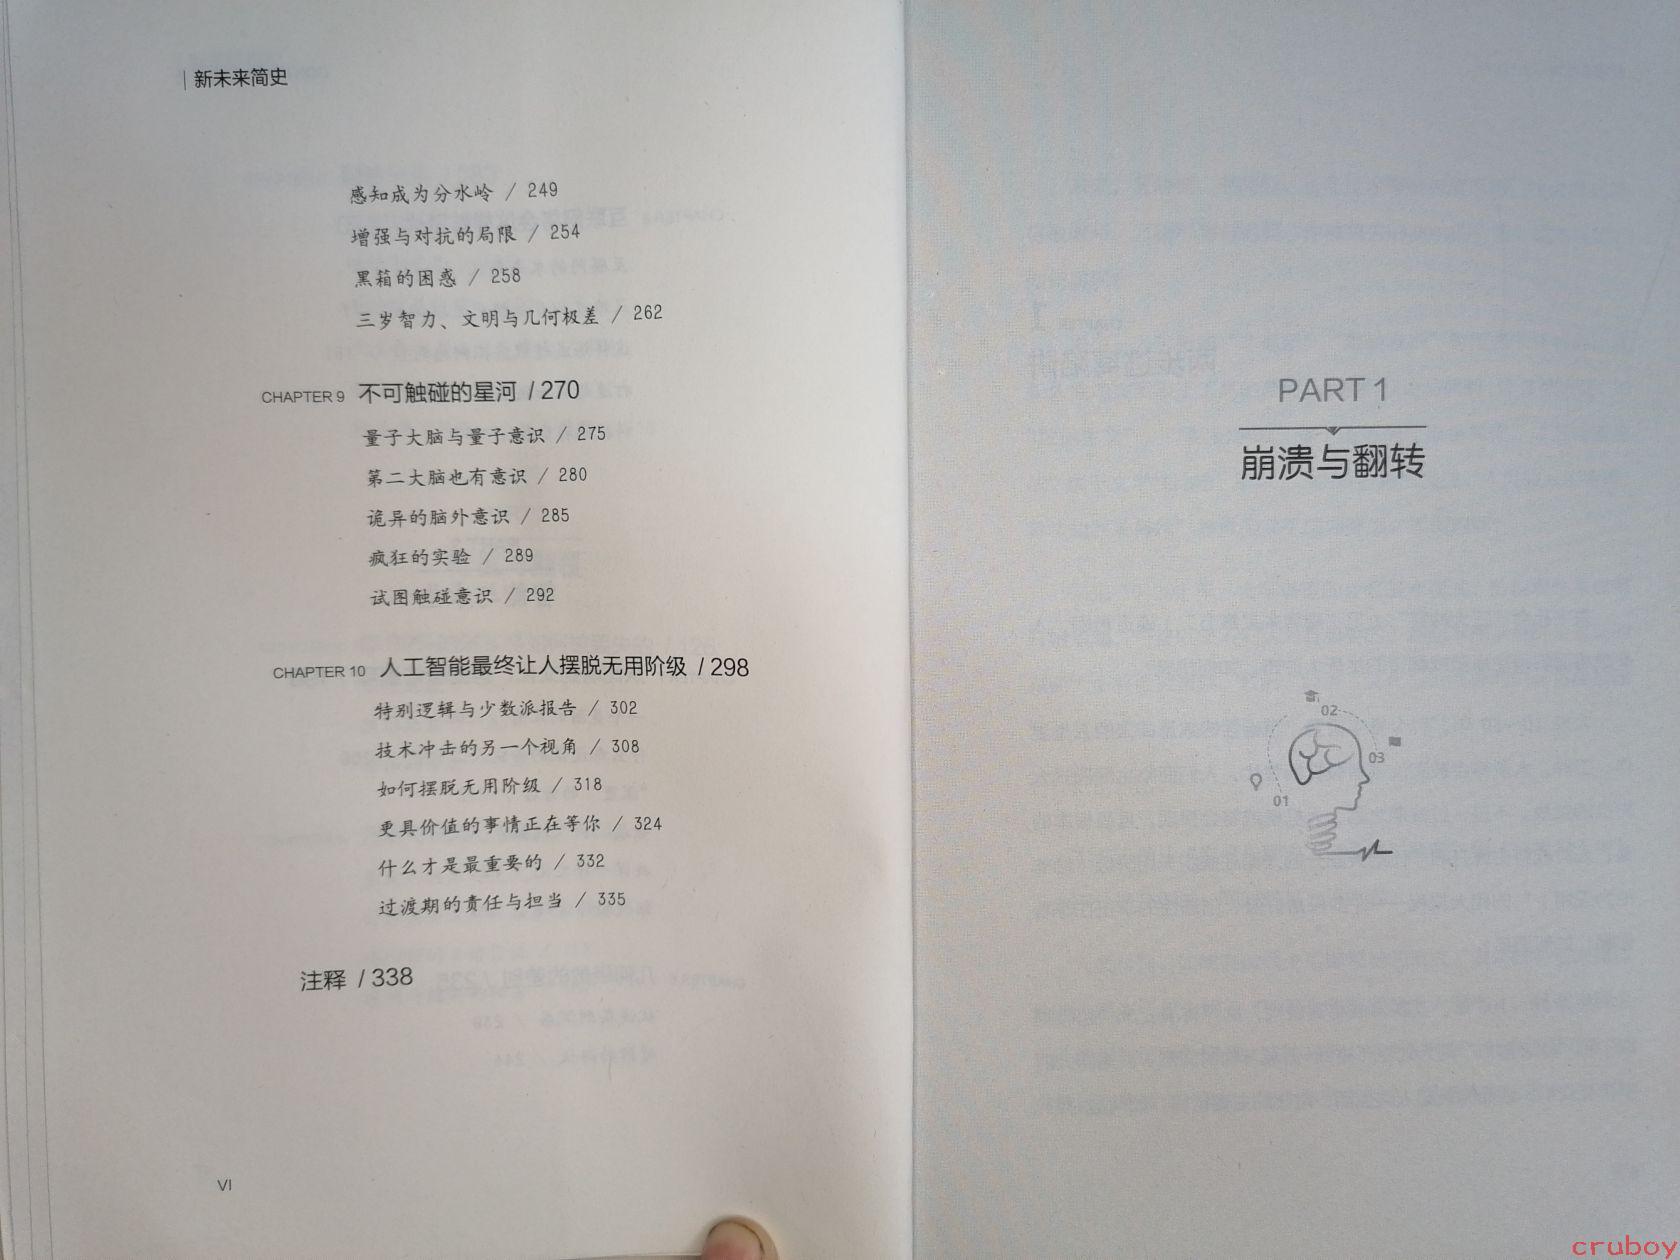 新未来简史
感知成为分水岭 / 249
增强与对抗的局限 / 254
黑箱的困惑 / 258
三岁智力、文明与几何极差 / 262
CHAPTER 9 不可触碰的星河 / 270
量子大脑与量子意识 / 275
第二大脑也有意识 / 280
诡异的脑外意识 / 285
疯狂的实验 / 289
试图触碰意识 / 292
CHAPTER 10 人工智能最终让人摆脱无用阶级 / 298
特别逻辑与少数派报告 / 302
技术冲击的另一个视角 / 308
如何摆脱无用阶级 / 318
更具价值的事情正在等你 / 324
什么才是最重要的 / 332
过渡期的责任与担当 / 335
注释 / 338
VI
PART 1
崩溃与翻转
02
03
01
cruboy